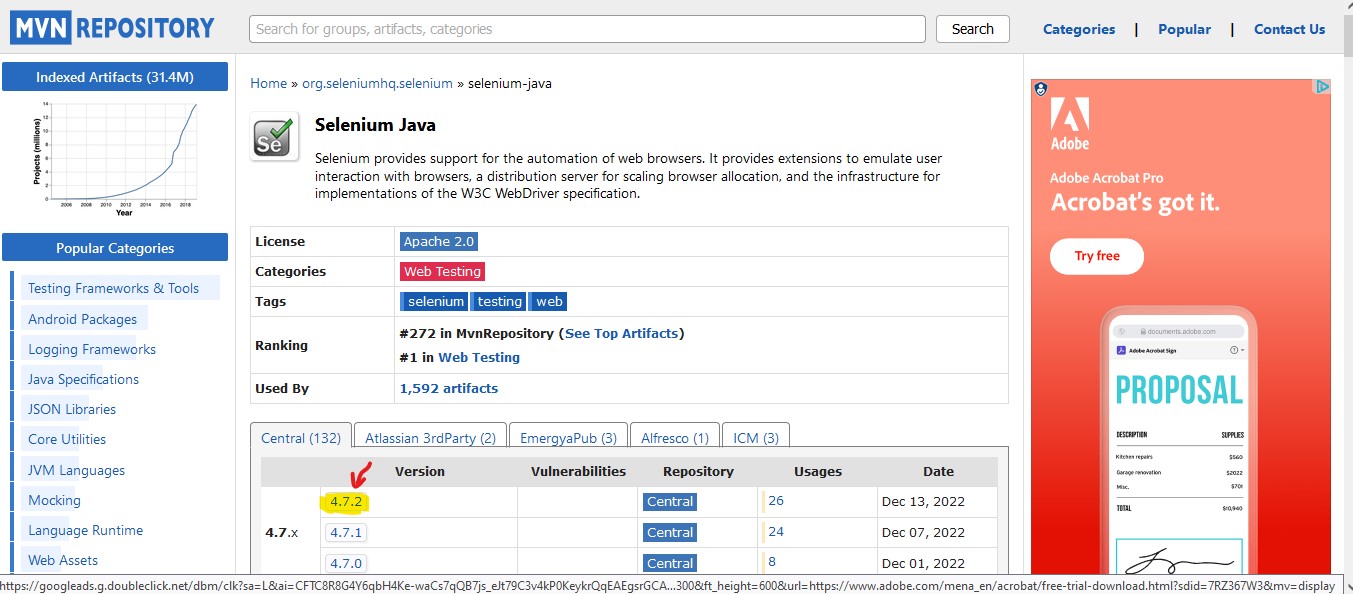 MVN REPOSITORY
Search for groups, artifacts, categories
Search
Categories | Popular | Contact Us
Indexed Artifacts (31.4M)
Projects (millions)
14
12
10
8
6
4
2
0
2006 2008 2010 2012 2014 2016 2018
Year
Popular Categories
Testing Frameworks & Tools
Android Packages
Logging Frameworks
Java Specifications
JSON Libraries
Core Utilities
JVM Languages
Mocking
Language Runtime
Web Assets
Home » org.seleniumhq.selenium » selenium-java
Se
Selenium Java
Selenium provides support for the automation of web browsers. It provides extensions to emulate user
interaction with browsers, a distribution server for scaling browser allocation, and the infrastructure for
implementations of the W3C WebDriver specification.
License Apache 2.0
Categories Web Testing
Tags selenium testing web
Ranking
#272 in MvnRepository (See Top Artifacts)
#1 in Web Testing
Used By 1,592 artifacts
Central (132) Atlassian 3rdParty (2) EmergyaPub (3) Alfresco (1) ICM (3)
Version Vulnerabilities Repository Usages Date
4.7.x
4.7.2 Central 26 Dec 13, 2022
4.7.1 Central 24 Dec 07, 2022
4.7.0 Central 8 Dec 01, 2022
Adobe
Adobe Acrobat Pro
Acrobat's got it.
Try free
documents.adobe.com
Adobe Acrobat Sign
PROPOSAL
DESCRIPTION SUPPLIES
Kitchen repairs $560
Garage renovation $2022
Misc. $701
TOTAL $10,940
https://googleads.g.doubleclick.net/dbm/clk?sa=L&ai=CFTC8R8G4Y6qbH4Ke-waCs7qQB7js_eJt79C3v4kP0KeykrQqEAEgsrGCA...300&ft_height=600&url=https://www.adobe.com/mena_en/acrobat/free-trial-download.html?sdid=7RZ367W3&mv=display